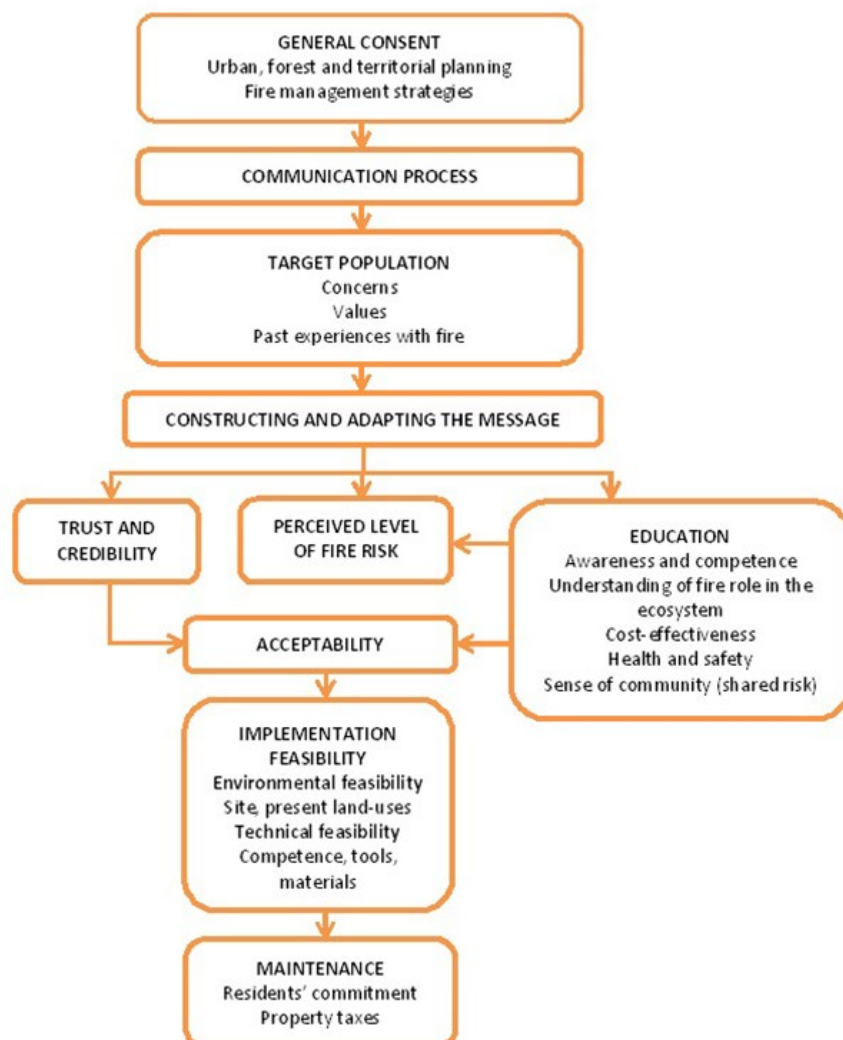 GENERAL CONSENT
Urban, forest and territorial planning
Fire management strategies
COMMUNICATION PROCESS
TARGET POPULATION
Concerns
Values
Past experiences with fire
CONSTRUCTING AND ADAPTING THE MESSAGE
TRUST AND
CREDIBILITY
PERCEIVED LEVEL
OF FIRE RISK
EDUCATION
Awareness and competence
Understanding of fire role in the
ecosystem
Cost-effectiveness
Health and safety
Sense of community (shared risk)
ACCEPTABILITY
IMPLEMENTATION
FEASIBILITY
Environmental feasibility
Site, present land-uses
Technical feasibility
Competence, tools,
materials
MAINTENANCE
Residents' commitment
Property taxes